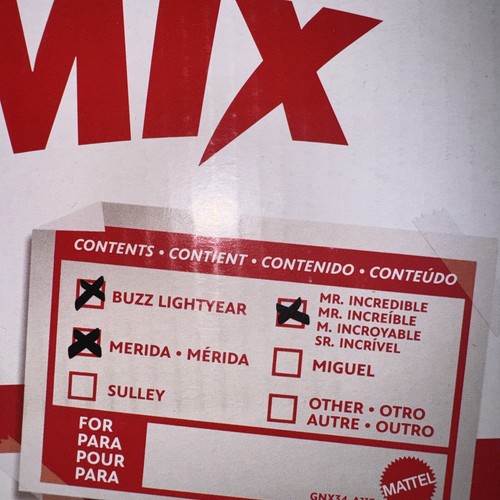 MIX
CONTENTS • CONTIENT • CONTENIDO • CONTEÚDO
BUZZ LIGHTYEAR
MERIDA • MÉRIDA
SULLEY
MR. INCREDIBLE
MR. INCREÍBLE
M. INCROYABLE
SR. INCRÍVEL
MIGUEL
OTHER • OTRO
AUTRE • OUTRO
FOR
PARA
POUR
PARA
MATTEL